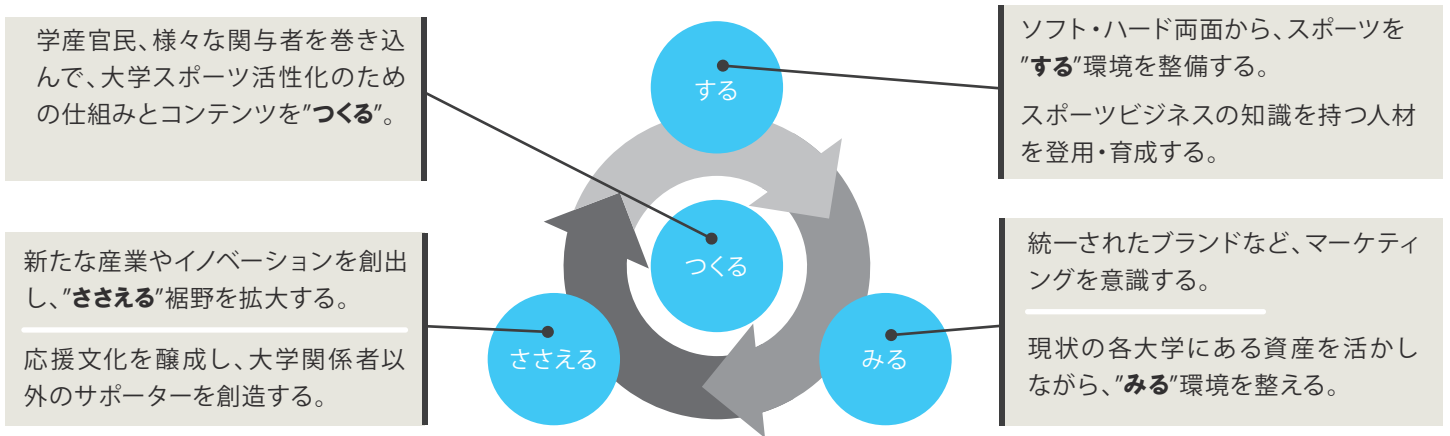 学産官民、様々な関与者を巻き込
んで、大学スポーツ活性化のため
の仕組みとコンテンツを"つくる"。
ソフト・ハード両面から、スポーツを
"する"環境を整備する。
スポーツビジネスの知識を持つ人材
を登用・育成する。
する
つくる
ささえる
みる
新たな産業やイノベーションを創出
し、"ささえる"裾野を拡大する。
応援文化を醸成し、大学関係者以
外のサポーターを創造する。
統一されたブランドなど、マーケティ
ングを意識する。
現状の各大学にある資産を活かし
ながら、"みる"環境を整える。